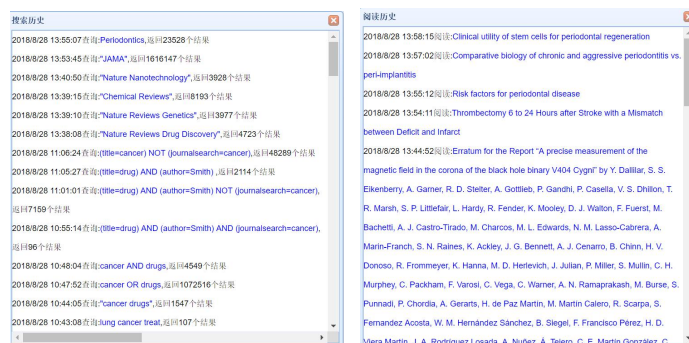 搜索历史
2018/8/28 13:55:07查询:Periodontics,返回23528个结果
2018/8/28 13:53:45查询:"JAMA",返回1616147个结果
2018/8/28 13:40:50查询:"Nature Nanotechnology",返回3928个结果
2018/8/28 13:39:15查询:"Chemical Reviews",返回8193个结果
2018/8/28 13:39:10查询:"Nature Reviews Genetics",返回3977个结果
2018/8/28 13:38:08查询:"Nature Reviews Drug Discovery",返回4723个结果
2018/8/28 11:06:24查询:(title=cancer) NOT (journalsearch=cancer),返回48289个结果
2018/8/28 11:05:27查询:(title=drug) AND (author=Smith) ,返回2114个结果
2018/8/28 11:01:01查询:(title=drug) AND (author=Smith) NOT (journalsearch=cancer),
返回7159个结果
2018/8/28 10:55:14查询:(title=drug) AND (author=Smith) AND (journalsearch=cancer),
返回96个结果
2018/8/28 10:48:04查询:cancer AND drugs,返回4549个结果
2018/8/28 10:47:52查询:cancer OR drugs,返回1072516个结果
2018/8/28 10:44:05查询:"cancer drugs",返回1547个结果
2018/8/28 10:43:08查询:lung cancer treat,返回107个结果
阅读历史
2018/8/28 13:58:15阅读:Clinical utility of stem cells for periodontal regeneration
2018/8/28 13:57:02阅读:Comparative biology of chronic and aggressive periodontitis vs.
peri-implantitis
2018/8/28 13:55:12阅读:Risk factors for periodontal disease
2018/8/28 13:54:11阅读:Thrombectomy 6 to 24 Hours after Stroke with a Mismatch
between Deficit and Infarct
2018/8/28 13:44:52阅读:Erratum for the Report “A precise measurement of the
magnetic field in the corona of the black hole binary V404 Cygni” by Y. Dallilar, S. S.
Eikenberry, A. Garner, R. D. Stelter, A. Gottlieb, P. Gandhi, P. Casella, V. S. Dhillon, T.
R. Marsh, S. P. Littlefair, L. Hardy, R. Fender, K. Mooley, D. J. Walton, F. Fuerst, M.
Bachetti, A. J. Castro-Tirado, M. Charcos, M. L. Edwards, N. M. Lasso-Cabrera, A.
Marin-Franch, S. N. Raines, K. Ackley, J. G. Bennett, A. J. Cenarro, B. Chinn, H. V.
Donoso, R. Frommeyer, K. Hanna, M. D. Herlevich, J. Julian, P. Miller, S. Mullin, C. H.
Murphey, C. Packham, F. Varosi, C. Vega, C. Warner, A. N. Ramaprakash, M. Burse, S.
Punnadi, P. Chordia, A. Gerarts, H. de Paz Martín, M. Martín Calero, R. Scarpa, S.
Fernandez Acosta, W. M. Hernández Sánchez, B. Siegel, F. Francisco Pérez, H. D.
Viera Martín, J. A. Rodríguez Losada, A. Nuñez, Á. Tejero, C. E. Martín González, C.